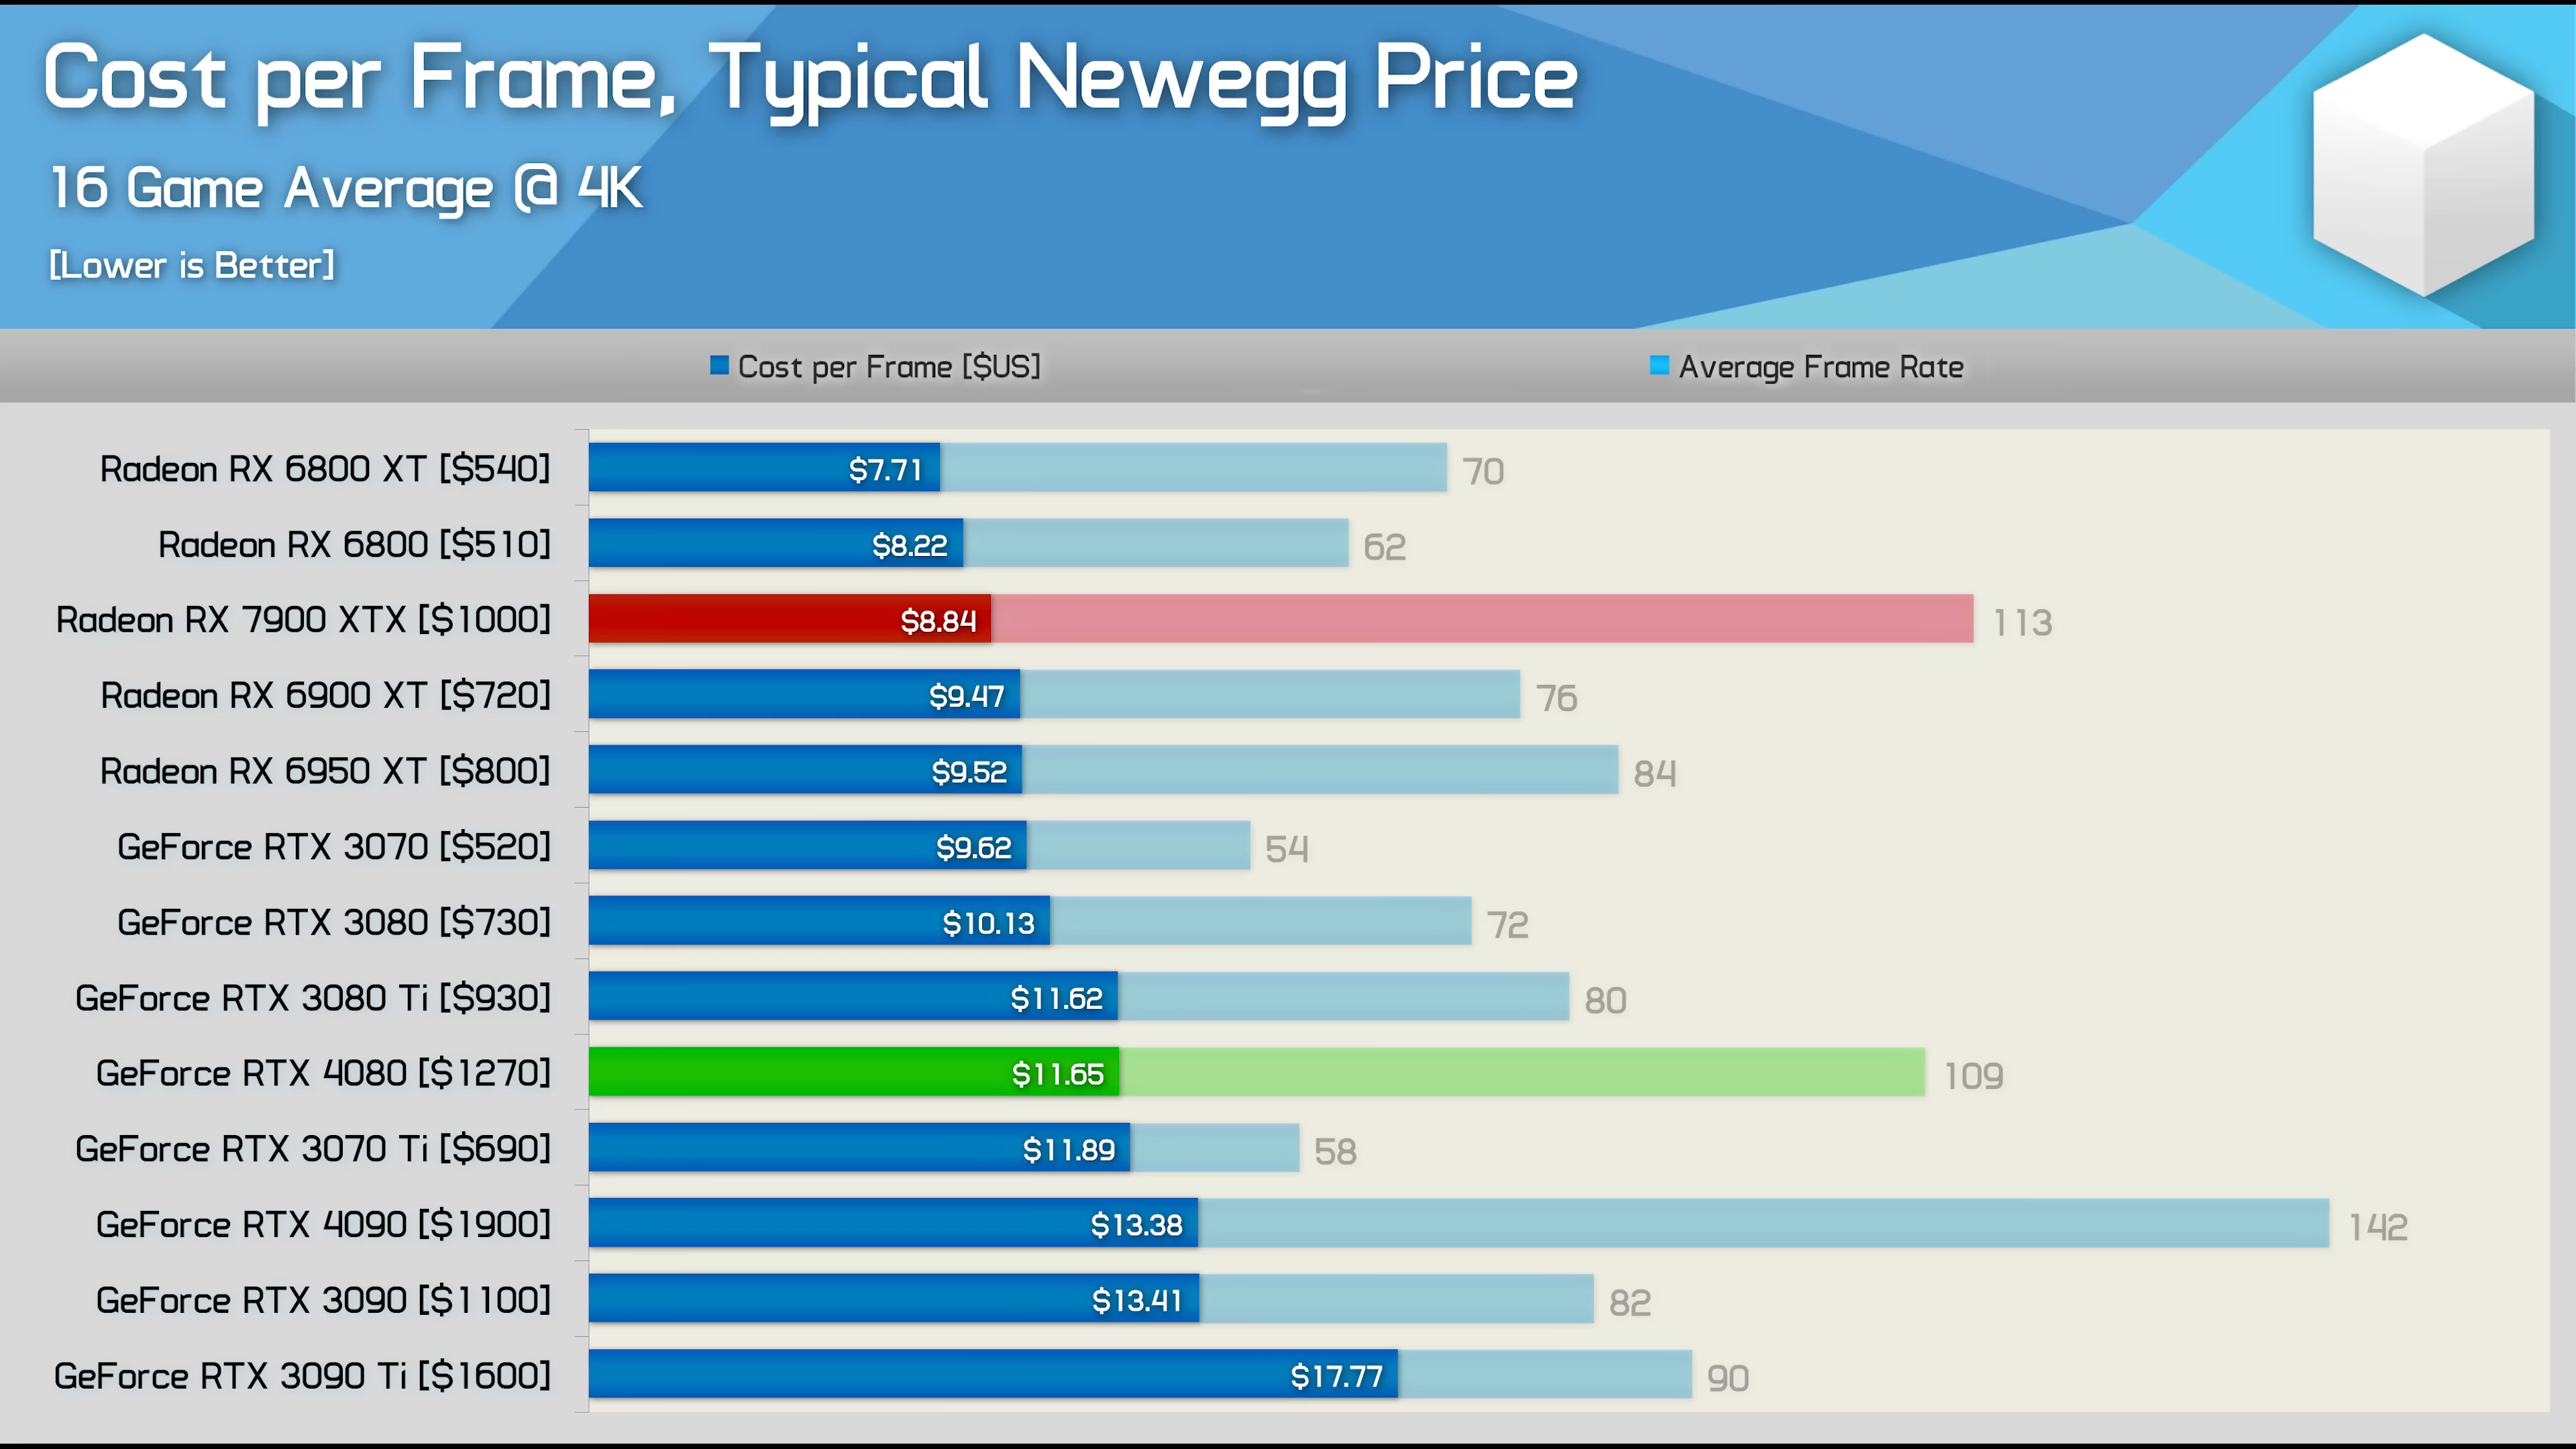 Cost per Frame, Typical Newegg Price
16 Game Average @ 4K
[Lower is Better]
Cost per Frame [$US] Average Frame Rate
Radeon RX 6800 XT [$540] $7.71 70
Radeon RX 6800 [$510] $8.22 62
Radeon RX 7900 XTX [$1000] $8.84 113
Radeon RX 6900 XT [$720] $9.47 76
Radeon RX 6950 XT [$800] $9.52 84
GeForce RTX 3070 [$520] $9.62 54
GeForce RTX 3080 [$730] $10.13 72
GeForce RTX 3080 Ti [$930] $11.62 80
GeForce RTX 4080 [$1270] $11.65 109
GeForce RTX 3070 Ti [$690] $11.89 58
GeForce RTX 4090 [$1900] $13.38 142
GeForce RTX 3090 [$1100] $13.41 82
GeForce RTX 3090 Ti [$1600] $17.77 90